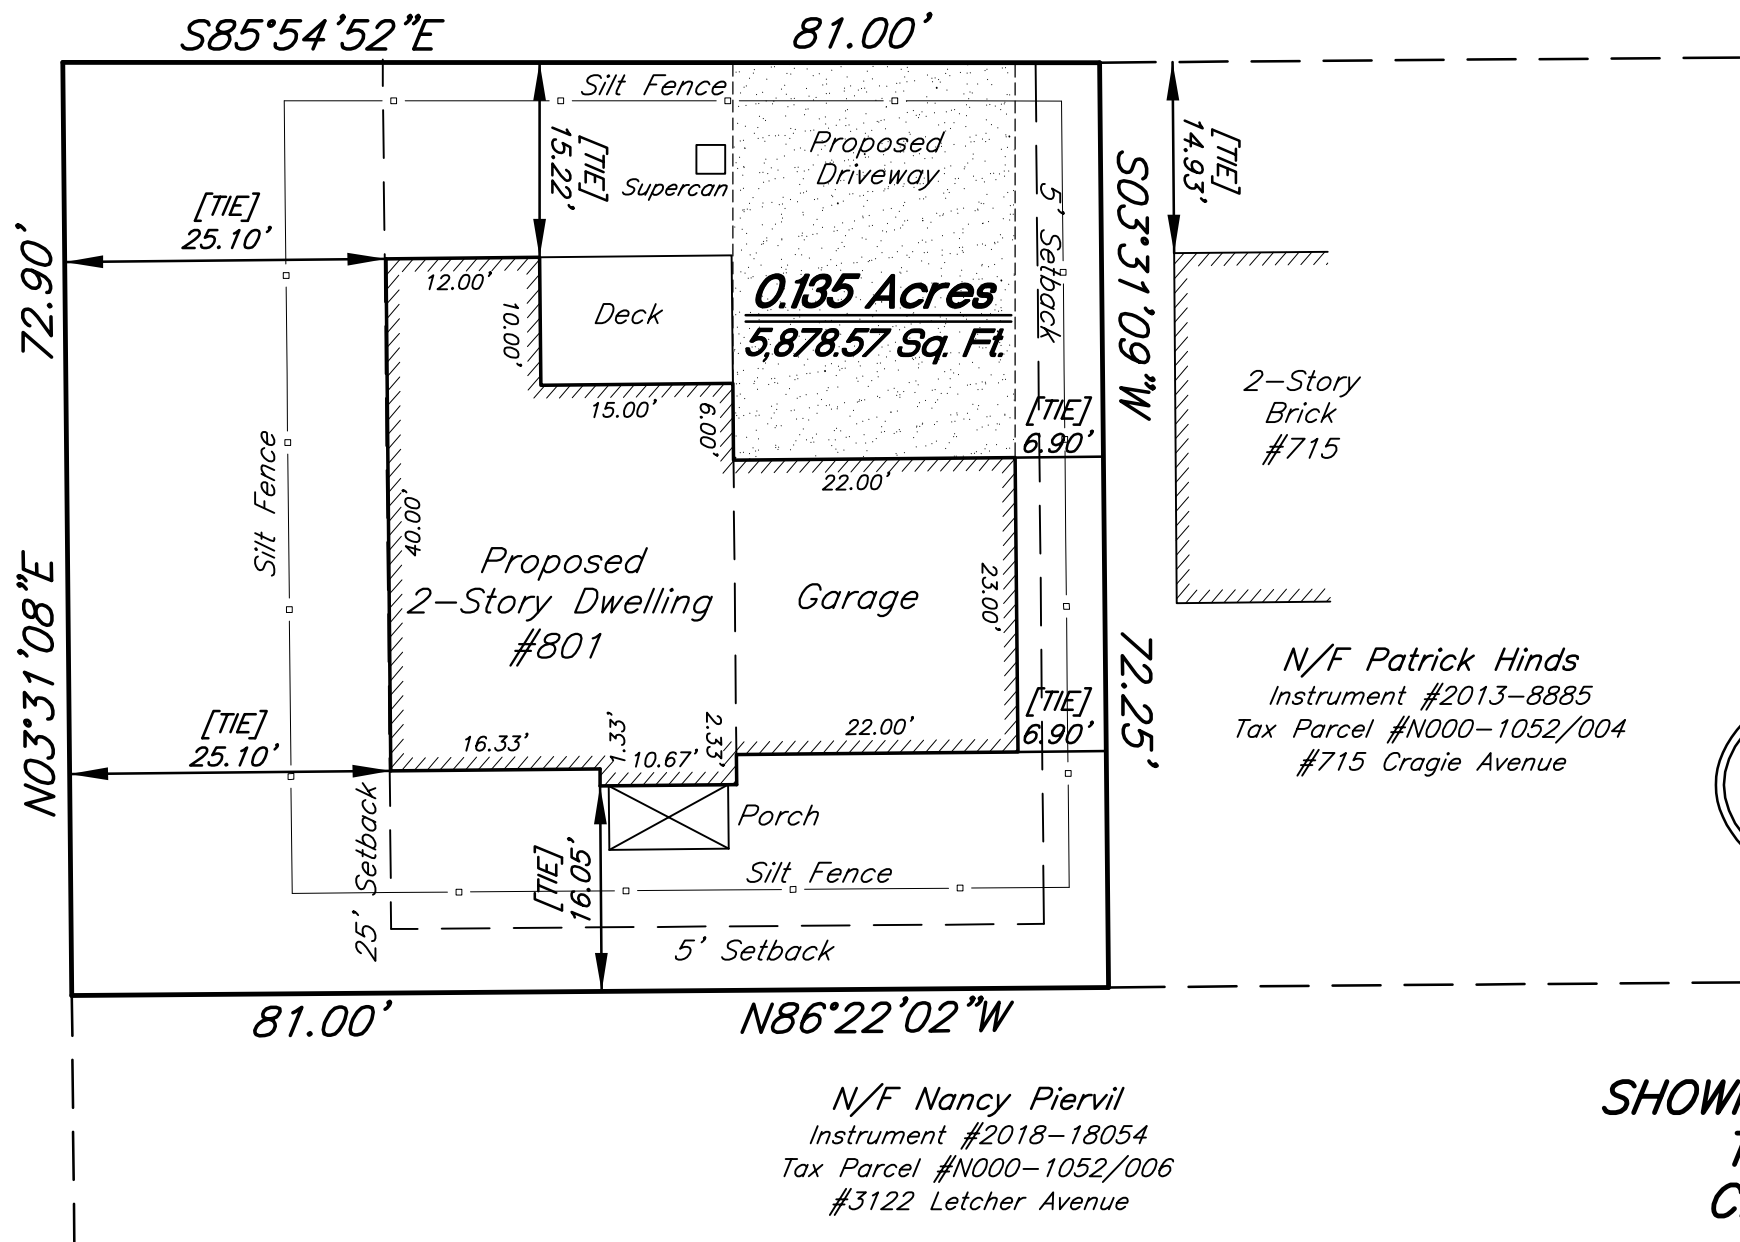 S85°54'52"E
81.00'
Silt Fence
[TIE]
15.22'
Supercan
Proposed
Driveway
5' Setback
S03°31'09"W
72.25'
[TIE]
14.93'
[TIE]
25.10'
72.90'
N03°31'08"E
12.00'
10.00'
Deck
0.135 Acres
5,878.57 Sq. Ft.
15.00'
6.00'
[TIE]
6.90'
22.00'
2-Story
Brick
#715
Silt Fence
40.00'
Proposed
2-Story Dwelling
#801
Garage
23.00'
[TIE]
25.10'
16.33'
1.33'
10.67'
2.33'
22.00'
[TIE]
6.90'
N/F Patrick Hinds
Instrument #2013-8885
Tax Parcel #N000-1052/004
#715 Cragie Avenue
25' Setback
[TIE]
16.05'
Porch
Silt Fence
5' Setback
81.00'
N86°22'02"W
N/F Nancy Piervil
Instrument #2018-18054
Tax Parcel #N000-1052/006
#3122 Letcher Avenue